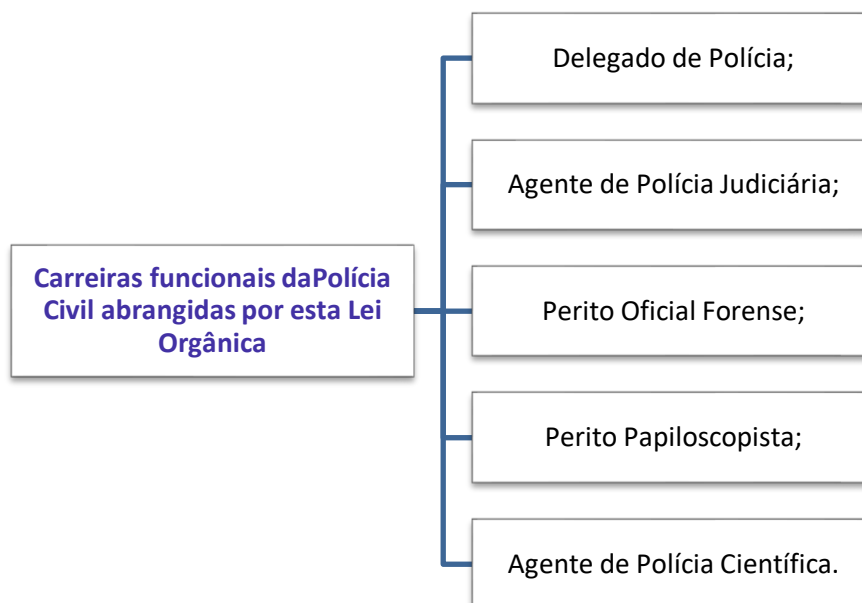 Carreiras funcionais daPolícia
Civil abrangidas por esta Lei
Orgânica
Delegado de Polícia;
Agente de Polícia Judiciária;
Perito Oficial Forense;
Perito Papiloscopista;
Agente de Polícia Científica.